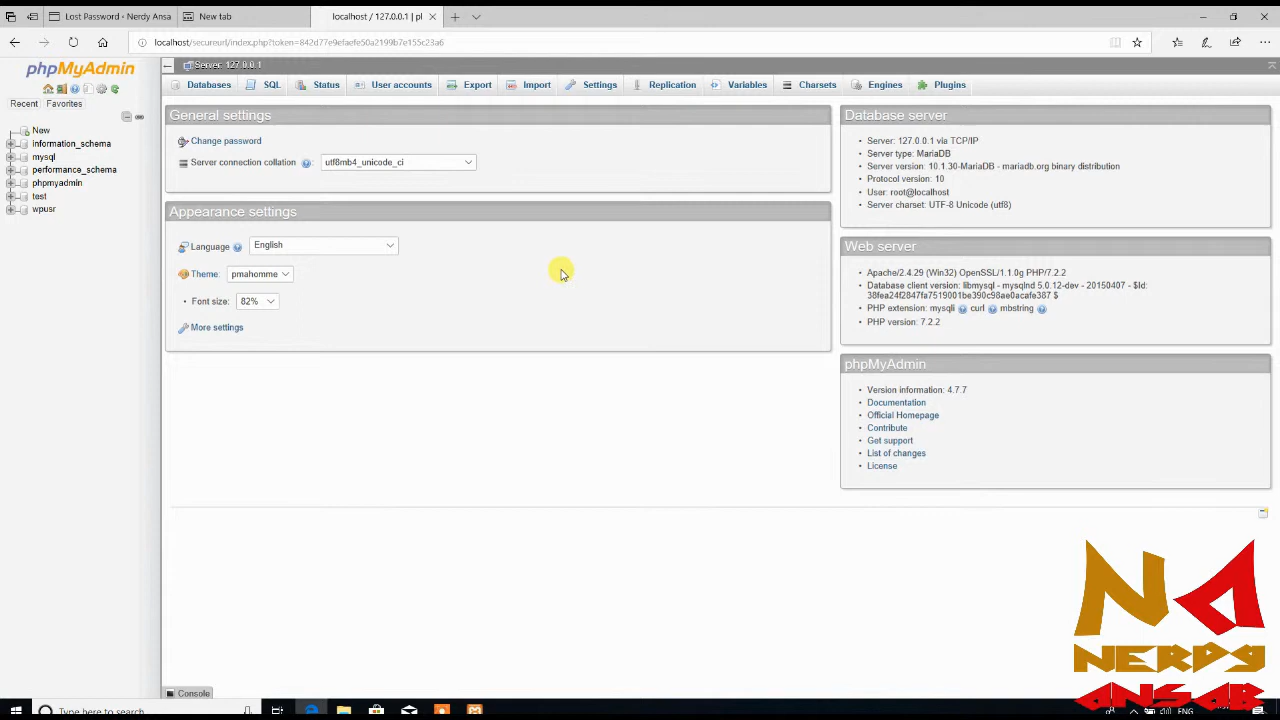 Lost Password - Nerdy Ansa
New tab
localhost / 127.0.0.1 | pl
localhost/secureurl/index.php?token=842d77e9efaefe50a2199b7e155c23a6
phpMyAdmin
Recent Favorites
New
information_schema
mysql
performance_schema
phpmyadmin
test
wpusr
Server: 127.0.0.1
Databases SQL Status User accounts Export Import Settings Replication Variables Charsets Engines Plugins
General settings
Change password
Server connection collation : utf8mb4_unicode_ci
Appearance settings
Language English
Theme: pmahomme
Font size: 82%
More settings
Database server
Server: 127.0.0.1 via TCP/IP
Server type: MariaDB
Server version: 10.1.30-MariaDB - mariadb.org binary distribution
Protocol version: 10
User: root@localhost
Server charset: UTF-8 Unicode (utf8)
Web server
Apache/2.4.29 (Win32) OpenSSL/1.1.0g PHP/7.2.2
Database client version: libmysql - mysqlnd 5.0.12-dev - 20150407 - $Id:
38fea24f2847fa7519001be390c98ae0acafe387 $
PHP extension: mysqli curl mbstring
PHP version: 7.2.2
phpMyAdmin
Version information: 4.7.7
Documentation
Official Homepage
Contribute
Get support
List of changes
License
Console
NA
NERDY
ANSAB
Type here to search
ENG